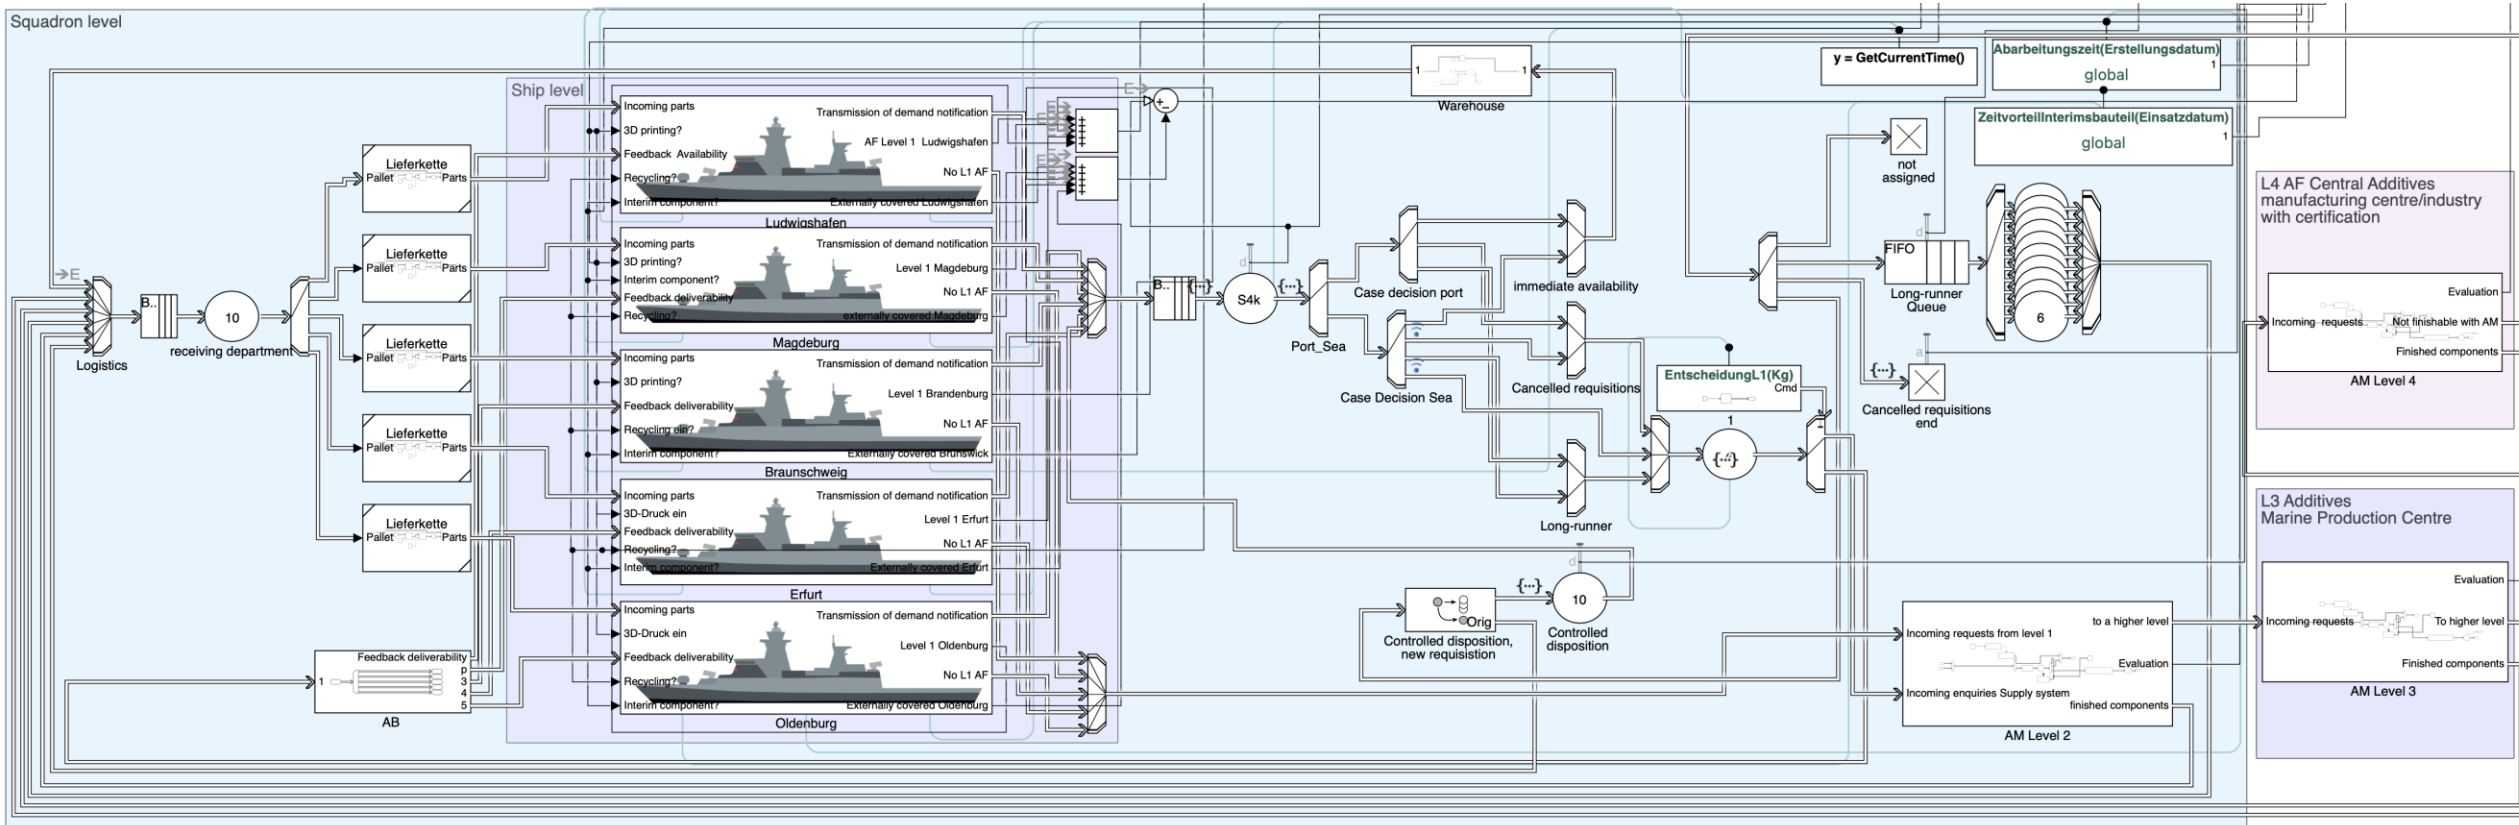 Squadron level
Ship level
E
Logistics
B..
10
receiving department
Lieferkette
Pallet
Parts
Lieferkette
Pallet
Parts
Lieferkette
Pallet
Parts
Lieferkette
Pallet
Parts
Lieferkette
Pallet
Parts
1
Feedback deliverability
p
3
4
5
AB
Incoming parts
3D printing?
Feedback Availability
Recycling?
Interim component?
Transmission of demand notification
AF Level 1 Ludwigshafen
No L1 AF
Externally covered Ludwigshafen
Ludwigshafen
Incoming parts
3D printing?
Interim component?
Feedback deliverability
Recycling?
Transmission of demand notification
Level 1 Magdeburg
No L1 AF
externally covered Magdeburg
Magdeburg
Incoming parts
3D printing?
Feedback deliverability
Recycling ein?
Interim component?
Transmission of demand notification
Level 1 Brandenburg
No L1 AF
Externally covered Brunswick
Braunschweig
Incoming parts
3D-Druck ein
Feedback deliverability
Recycling?
Interim component?
Transmission of demand notification
Level 1 Erfurt
No L1 AF
Externally covered Erfurt
Erfurt
Incoming parts
3D-Druck ein
Feedback deliverability
Recycling?
Interim component?
Transmission of demand notification
Level 1 Oldenburg
No L1 AF
Externally covered Oldenburg
Oldenburg
E
B..
{...}
d
S4k
{...}
Port_Sea
1
1
Warehouse
Case decision port
immediate availability
Case Decision Sea
Cancelled requisitions
Long-runner
EntscheidungL1(Kg)
Cmd
1
{...}
Orig
Controlled disposition,
new requisistion
{...}
d
10
Controlled
disposition
y = GetCurrentTime()
Abarbeitungszeit(Erstellungsdatum)
global
1
ZeitvorteilInterimsbauteil(Einsatzdatum)
global
1
not
assigned
d
FIFO
Long-runner
Queue
6
a
{...}
Cancelled requisitions
end
Incoming requests from level 1
Incoming enquiries Supply system
to a higher level
Evaluation
finished components
AM Level 2
L4 AF Central Additives
manufacturing centre/industry
with certification
Incoming requests
Evaluation
Not finishable with AM
Finished components
AM Level 4
L3 Additives
Marine Production Centre
Incoming requests
Evaluation
To higher level
Finished components
AM Level 3